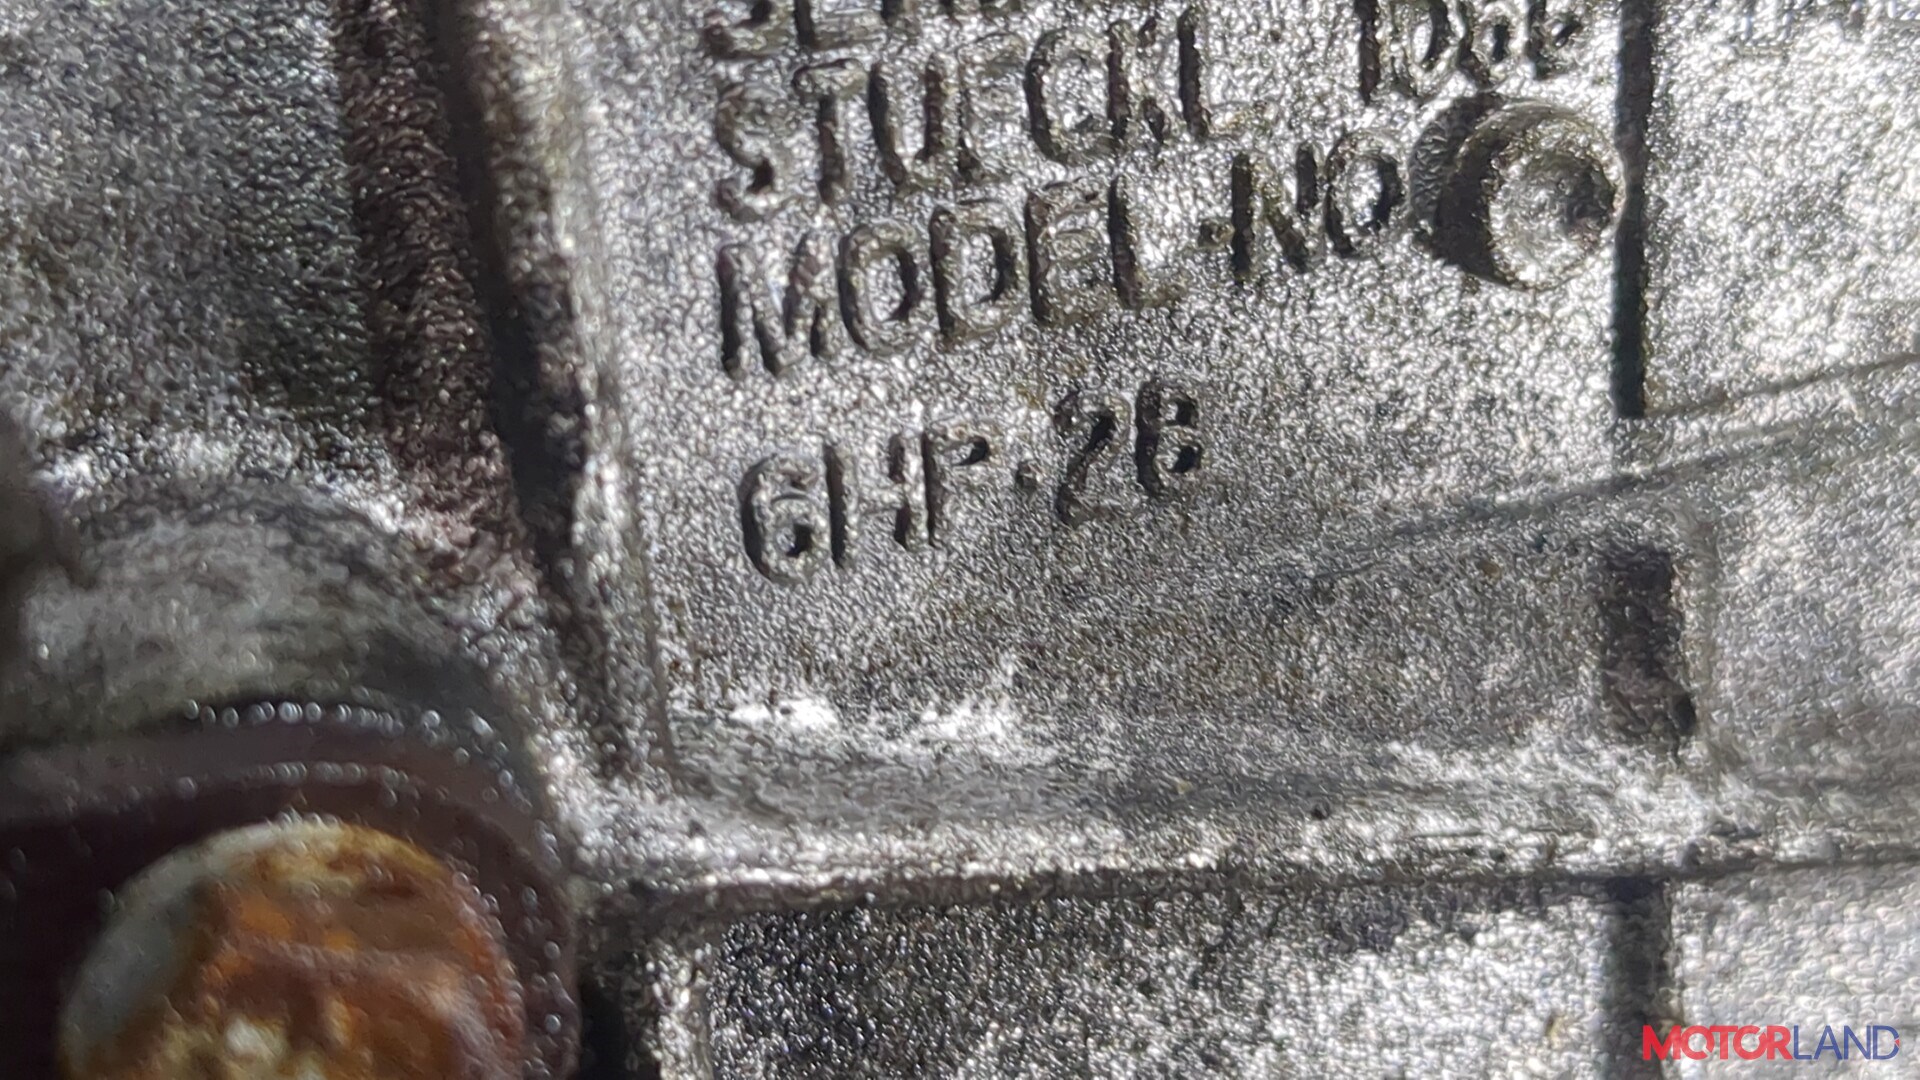 STUECKL
MODEL-NO
6HP·26
MOTORLAND